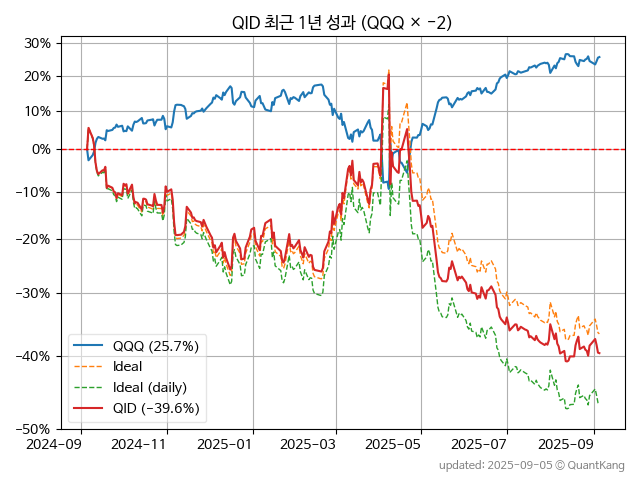 QID 최근 1년 성과 (QQQ × −2)
30%
20%
10%
0%
−10%
−20%
−30%
−40%
−50%
QQQ (25.7%)
Ideal
Ideal (daily)
QID (−39.6%)
2024−09
2024−11
2025−01
2025−03
2025−05
2025−07
2025−09
updated: 2025−09−05 © QuantKang